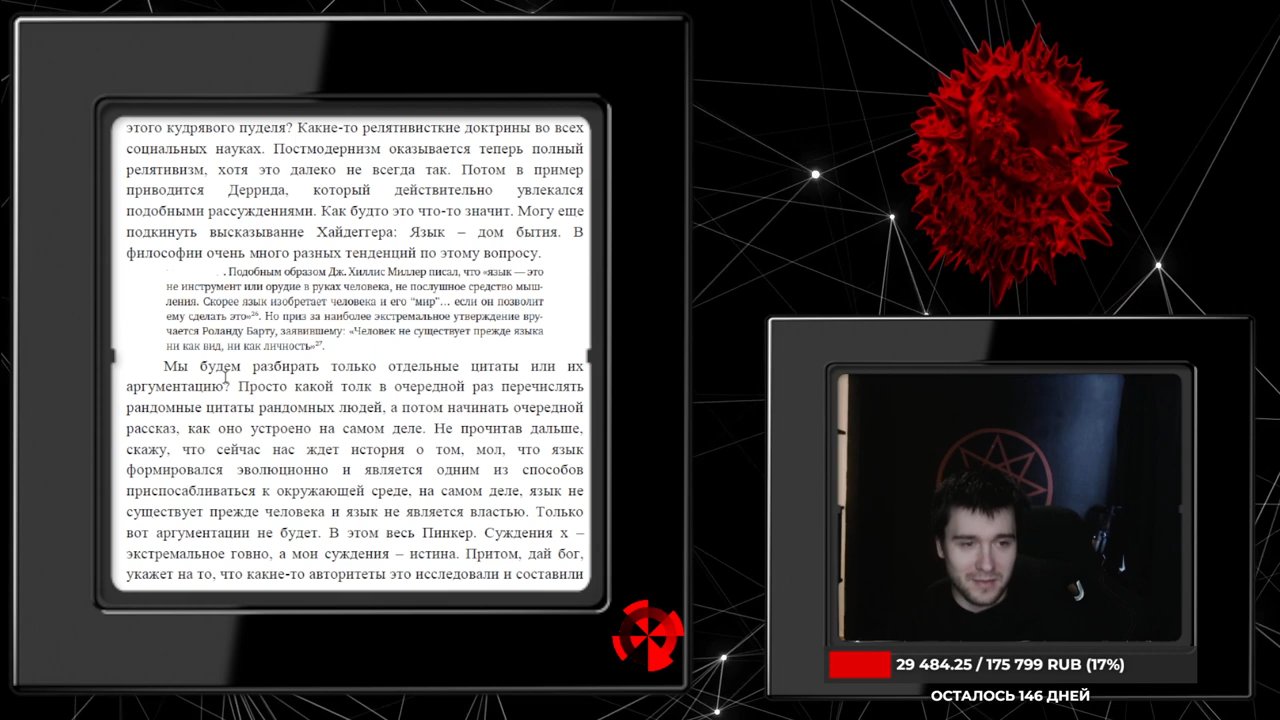 этого кудрявого пуделя? Какие-то релятивисткие доктрины во всех
социальных науках. Постмодернизм оказывается теперь полный
релятивизм, хотя это далеко не всегда так. Потом в пример
приводится Деррида, который действительно увлекался
подобными рассуждениями. Как будто это что-то значит. Могу еще
подкинуть высказывание Хайдеггера: Язык – дом бытия. В
философии очень много разных тенденций по этому вопросу.
. Подобным образом Дж. Хиллис Миллер писал, что «язык — это
не инструмент или орудие в руках человека, не послушное средство мыш-
ления. Скорее язык изобретает человека и его "мир"… если он позволит
ему сделать это»²⁶. Но приз за наиболее экстремальное утверждение вру-
чается Роланду Барту, заявившему: «Человек не существует прежде языка
ни как вид, ни как личность»²⁷.
Мы будем разбирать только отдельные цитаты или их
аргументацию? Просто какой толк в очередной раз перечислять
рандомные цитаты рандомных людей, а потом начинать очередной
рассказ, как оно устроено на самом деле. Не прочитав дальше,
скажу, что сейчас нас ждет история о том, мол, что язык
формировался эволюционно и является одним из способов
приспосабливаться к окружающей среде, на самом деле, язык не
существует прежде человека и язык не является властью. Только
вот аргументации не будет. В этом весь Пинкер. Суждения х –
экстремальное говно, а мои суждения – истина. Притом, дай бог,
укажет на то, что какие-то авторитеты это исследовали и составили
29 484.25 / 175 799 RUB (17%)
ОСТАЛОСЬ 146 ДНЕЙ